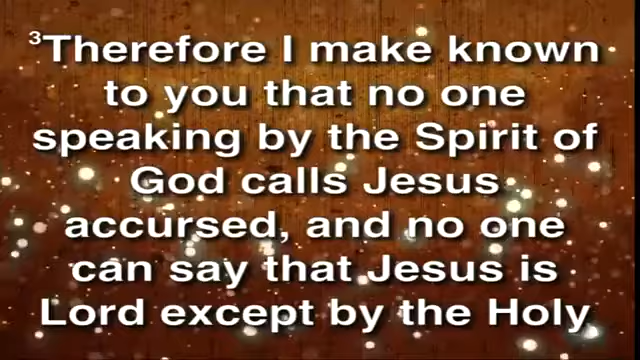 ³Therefore I make known
to you that no one
speaking by the Spirit of
God calls Jesus
accursed, and no one
can say that Jesus is
Lord except by the Holy